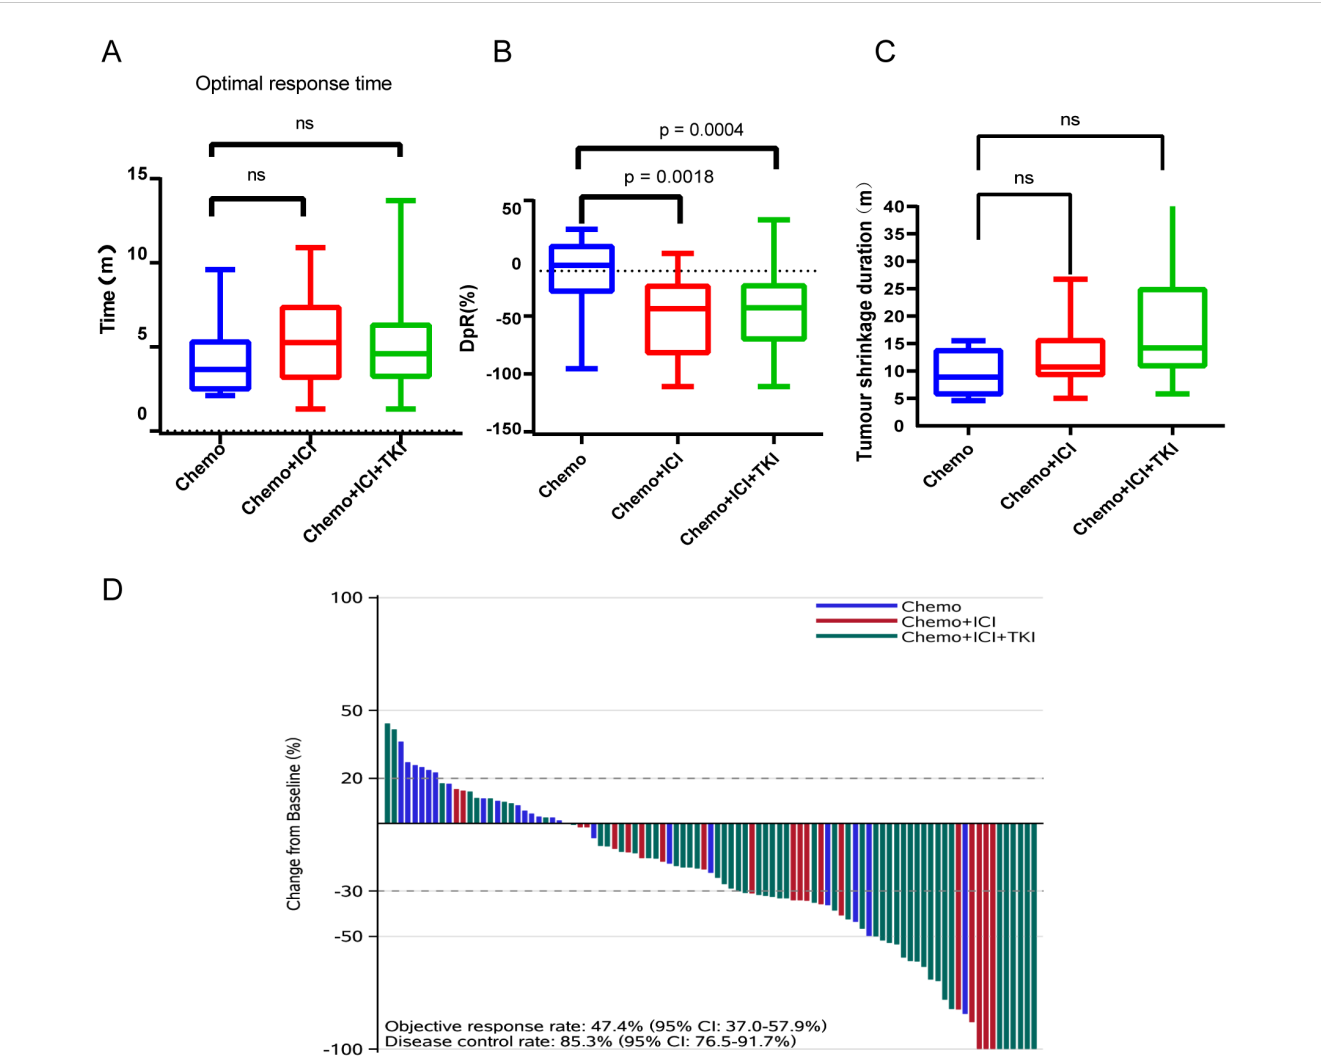 A
Optimal response time
ns
ns
15
10
5
0
Time (m)
Chemo
Chemo+ICI
Chemo+ICI+TKI
B
p = 0.0004
p = 0.0018
50
0
-50
-100
-150
DpR(%)
Chemo
Chemo+ICI
Chemo+ICI+TKI
C
ns
ns
40
35
30
25
20
15
10
5
0
Tumour shrinkage duration (m)
Chemo
Chemo+ICI
Chemo+ICI+TKI
D
100
50
20
-30
-50
-100
Change from Baseline (%)
Chemo
Chemo+ICI
Chemo+ICI+TKI
Objective response rate: 47.4% (95% CI: 37.0-57.9%)
Disease control rate: 85.3% (95% CI: 76.5-91.7%)